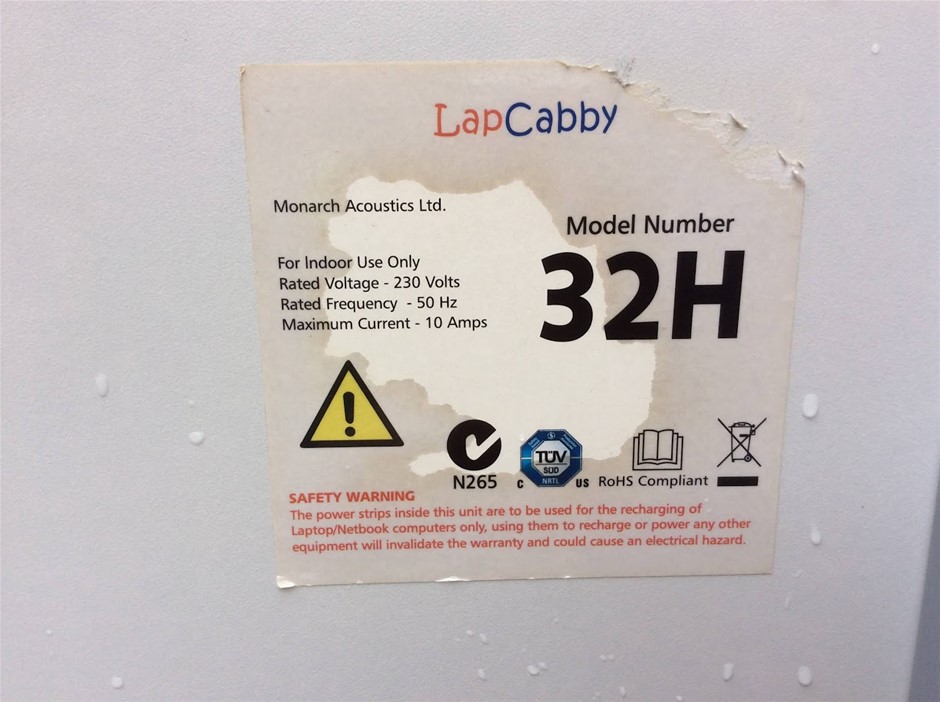 LapCabby
Monarch Acoustics Ltd.
Model Number
32H
For Indoor Use Only
Rated Voltage - 230 Volts
Rated Frequency - 50 Hz
Maximum Current - 10 Amps
N265
TÜV
SÜD
NRTL
C US
RoHS Compliant
SAFETY WARNING
The power strips inside this unit are to be used for the recharging of
Laptop/Netbook computers only, using them to recharge or power any other
equipment will invalidate the warranty and could cause an electrical hazard.